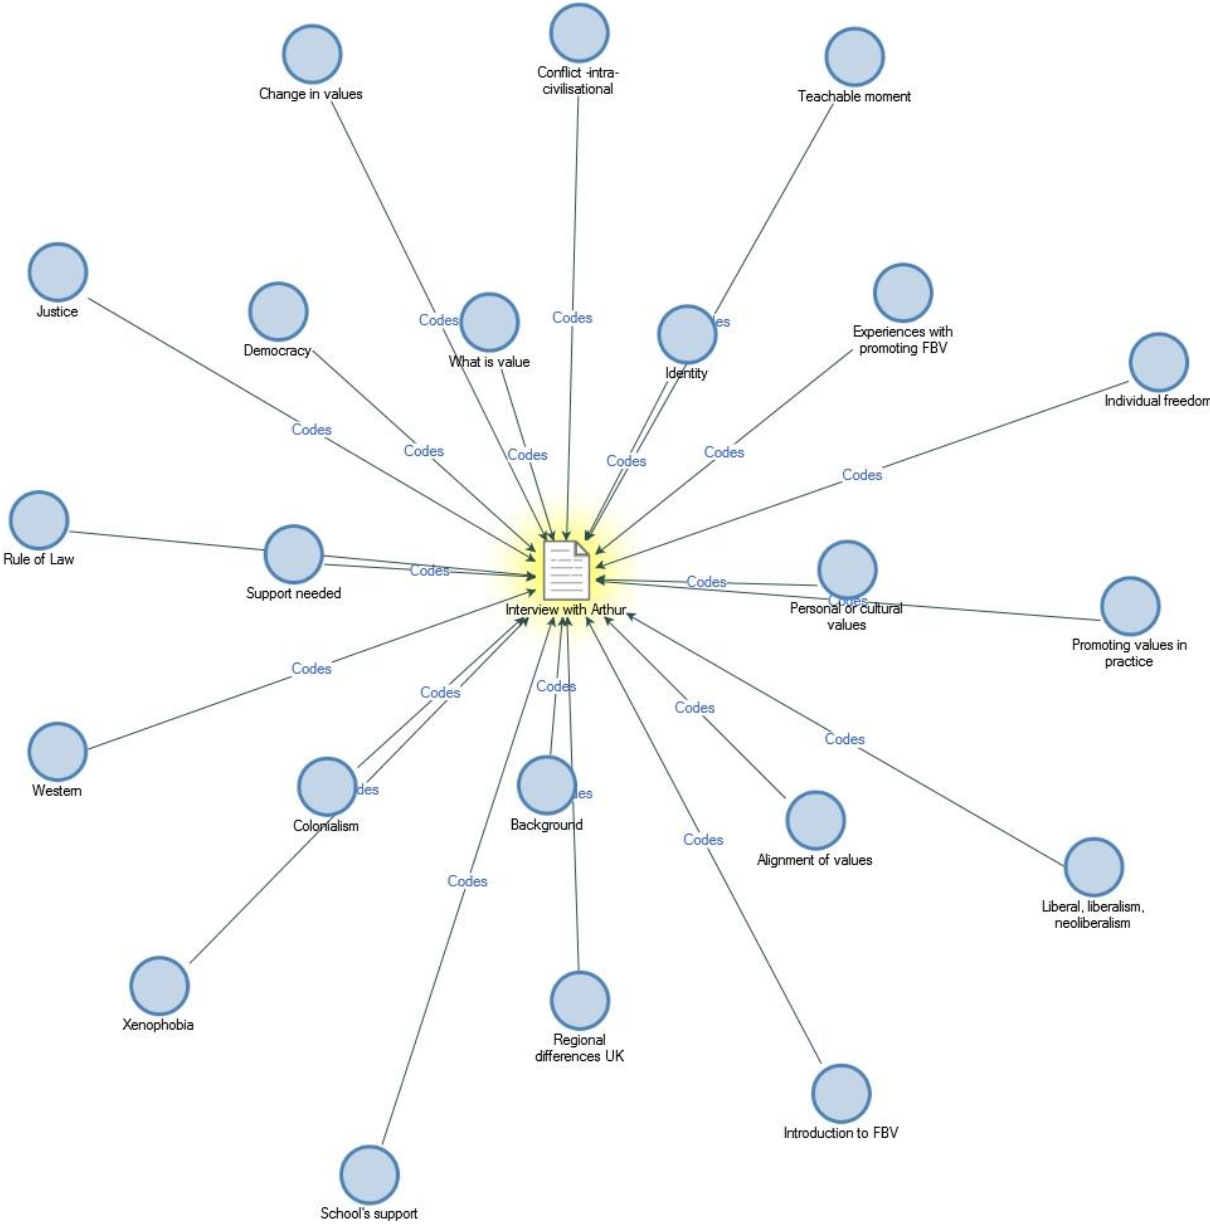 Conflict -intra-
civilisational
Change in values
Teachable moment
Justice
Democracy
Codes
What is value
Codes
Identity
des
Experiences with
promoting FBV
Individual freedom
Codes
Codes
Codes
Codes
Codes
Codes
Rule of Law
Support needed
Codes
Interview with Arthur
Codes
Codes
Personal or cultural
values
Promoting values in
practice
Codes
Codes
Codes
Codes
Codes
Western
Colonialism
des
Background
des
Codes
Alignment of values
Codes
Liberal, liberalism,
neoliberalism
Xenophobia
Regional
differences UK
Introduction to FBV
School's support